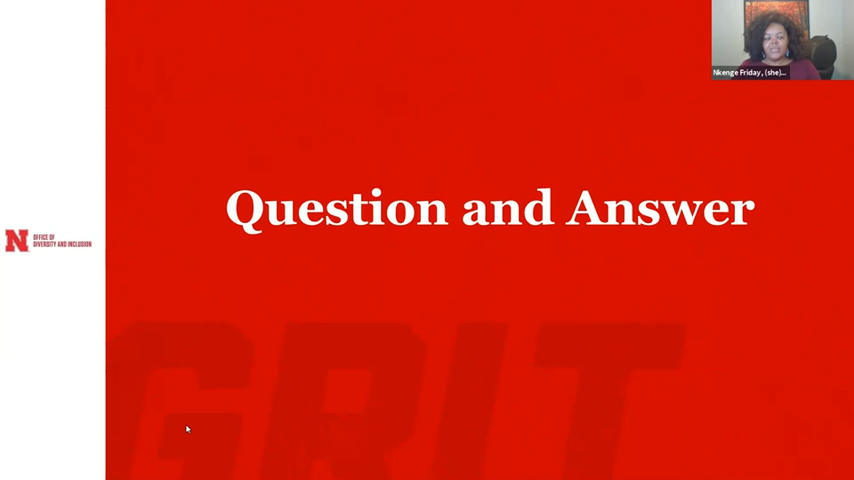 Nkenge Friday, (she)...
Question and Answer
N OFFICE OF
DIVERSITY AND INCLUSION
GRIT